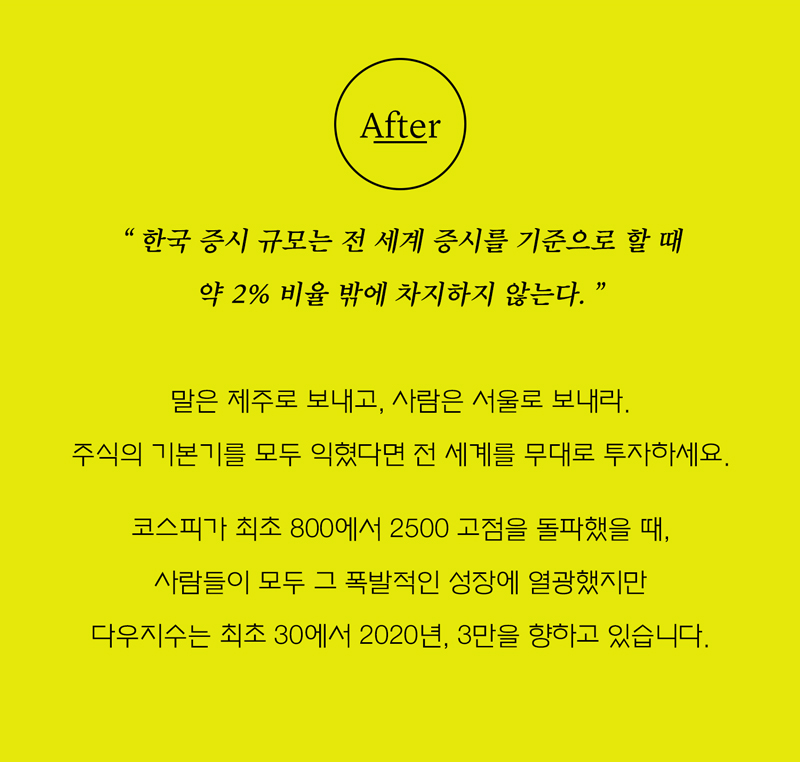 After
“ 한국 증시 규모는 전 세계 증시를 기준으로 할 때
약 2% 비율 밖에 차지하지 않는다. ”
말은 제주로 보내고, 사람은 서울로 보내라.
주식의 기본기를 모두 익혔다면 전 세계를 무대로 투자하세요.
코스피가 최초 800에서 2500 고점을 돌파했을 때,
사람들이 모두 그 폭발적인 성장에 열광했지만
다우지수는 최초 30에서 2020년, 3만을 향하고 있습니다.